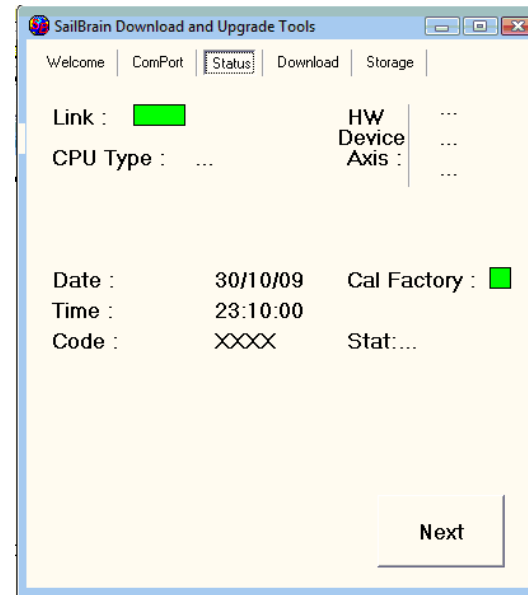 SailBrain Download and Upgrade Tools
Welcome ComPort Status Download Storage
Link :
HW ...
Device ...
Axis : ...
CPU Type : ...
Date : 30/10/09 Cal Factory :
Time : 23:10:00
Code : XXXX Stat:...
Next